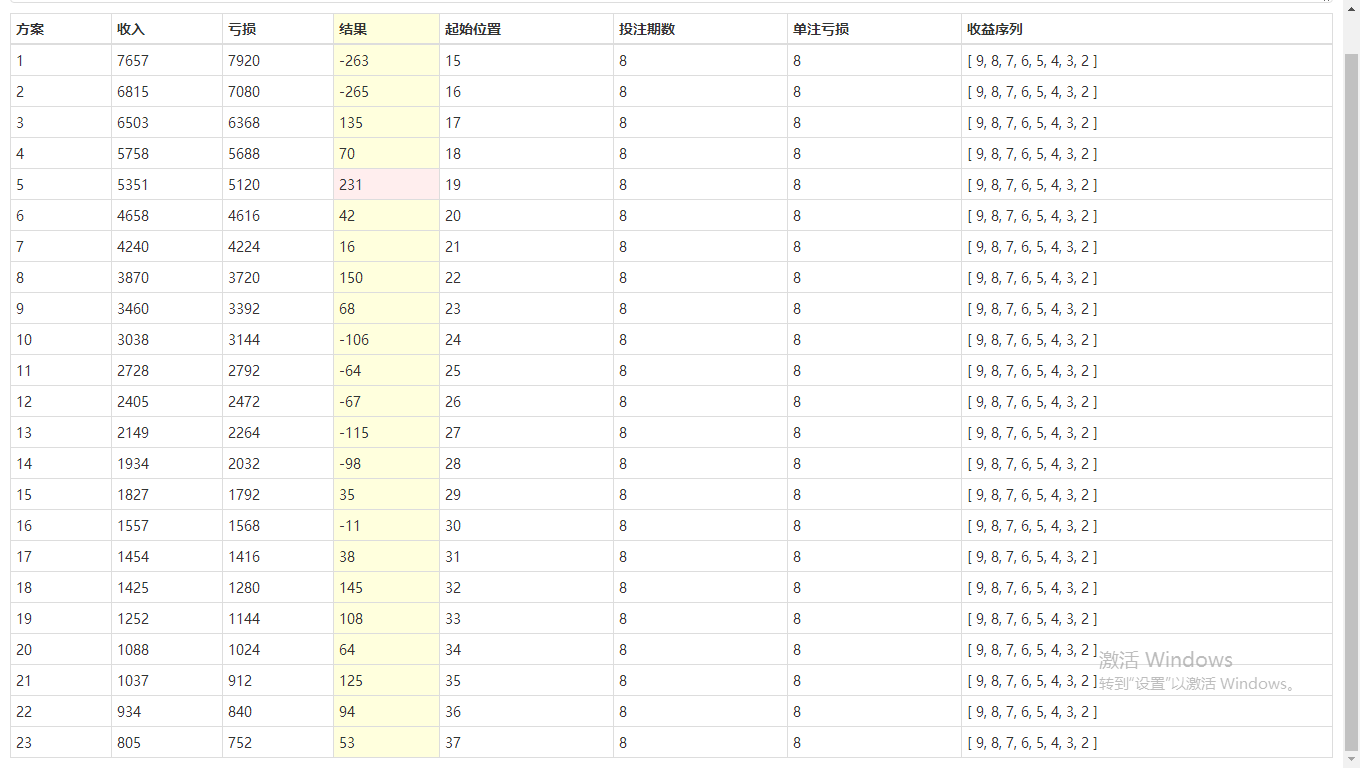 方案 收入 亏损 结果 起始位置 投注期数 单注亏损 收益序列
1 7657 7920 -263 15 8 8 [ 9, 8, 7, 6, 5, 4, 3, 2 ]
2 6815 7080 -265 16 8 8 [ 9, 8, 7, 6, 5, 4, 3, 2 ]
3 6503 6368 135 17 8 8 [ 9, 8, 7, 6, 5, 4, 3, 2 ]
4 5758 5688 70 18 8 8 [ 9, 8, 7, 6, 5, 4, 3, 2 ]
5 5351 5120 231 19 8 8 [ 9, 8, 7, 6, 5, 4, 3, 2 ]
6 4658 4616 42 20 8 8 [ 9, 8, 7, 6, 5, 4, 3, 2 ]
7 4240 4224 16 21 8 8 [ 9, 8, 7, 6, 5, 4, 3, 2 ]
8 3870 3720 150 22 8 8 [ 9, 8, 7, 6, 5, 4, 3, 2 ]
9 3460 3392 68 23 8 8 [ 9, 8, 7, 6, 5, 4, 3, 2 ]
10 3038 3144 -106 24 8 8 [ 9, 8, 7, 6, 5, 4, 3, 2 ]
11 2728 2792 -64 25 8 8 [ 9, 8, 7, 6, 5, 4, 3, 2 ]
12 2405 2472 -67 26 8 8 [ 9, 8, 7, 6, 5, 4, 3, 2 ]
13 2149 2264 -115 27 8 8 [ 9, 8, 7, 6, 5, 4, 3, 2 ]
14 1934 2032 -98 28 8 8 [ 9, 8, 7, 6, 5, 4, 3, 2 ]
15 1827 1792 35 29 8 8 [ 9, 8, 7, 6, 5, 4, 3, 2 ]
16 1557 1568 -11 30 8 8 [ 9, 8, 7, 6, 5, 4, 3, 2 ]
17 1454 1416 38 31 8 8 [ 9, 8, 7, 6, 5, 4, 3, 2 ]
18 1425 1280 145 32 8 8 [ 9, 8, 7, 6, 5, 4, 3, 2 ]
19 1252 1144 108 33 8 8 [ 9, 8, 7, 6, 5, 4, 3, 2 ]
20 1088 1024 64 34 8 8 [ 9, 8, 7, 6, 5, 4, 3, 2 ]
激活 Windows
21 1037 912 125 35 8 8 [ 9, 8, 7, 6, 5, 4, 3, 2 ]
转到“设置”以激活 Windows。
22 934 840 94 36 8 8 [ 9, 8, 7, 6, 5, 4, 3, 2 ]
23 805 752 53 37 8 8 [ 9, 8, 7, 6, 5, 4, 3, 2 ]